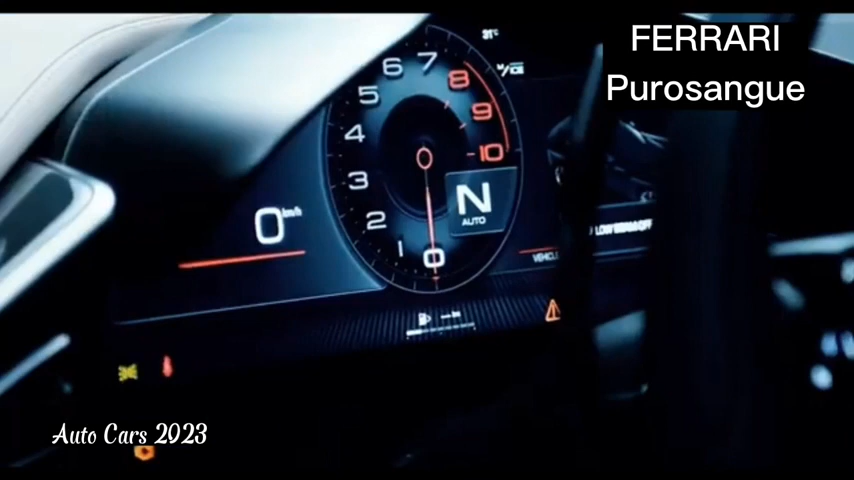 FERRARI
Purosangue
31°C
6
7
8
5
9
4
10
3
N
AUTO
2
0 km/h
1
0
VEHICLE
Auto Cars 2023